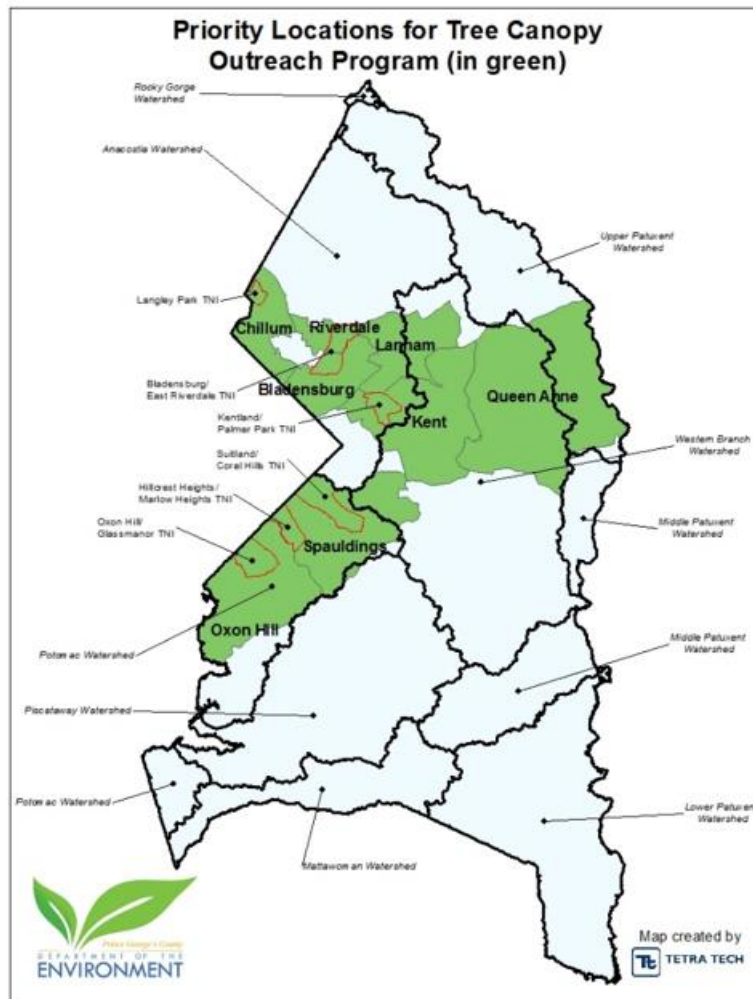 Priority Locations for Tree Canopy
Outreach Program (in green)
Rocky Gorge
Watershed
Anacostia Watershed
Upper Patuxent
Watershed
Langley Park TNI
Chillum
Riverdale
Lanham
Bladensburg/
East Riverdale TNI
Bladensburg
Queen Anne
Kentland/
Palmer Park TNI
Kent
Suitland/
Coral Hills TNI
Western Branch
Watershed
Hillcrest Heights/
Marlow Heights TNI
Middle Patuxent
Watershed
Oxon Hill/
Glassmanor TNI
Spauldings
Oxon Hill
Potomac Watershed
Middle Patuxent
Watershed
Piscataway Watershed
Potomac Watershed
Lower Patuxent
Watershed
Mattawoman Watershed
Prince George's County
DEPARTMENT OF THE
ENVIRONMENT
Map created by
Tt TETRA TECH